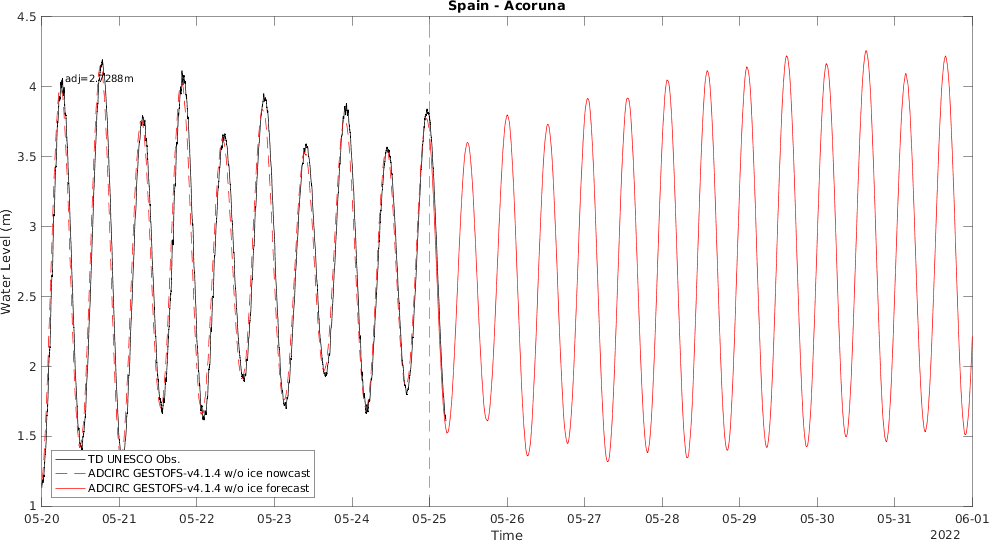 Spain - Acoruna
4.5
4
3.5
3
2.5
2
1.5
1
Water Level (m)
adj=2.7288m
TD UNESCO Obs.
ADCIRC GESTOFS-v4.1.4 w/o ice nowcast
ADCIRC GESTOFS-v4.1.4 w/o ice forecast
05-20 05-21 05-22 05-23 05-24 05-25 05-26 05-27 05-28 05-29 05-30 05-31 06-01
Time
2022